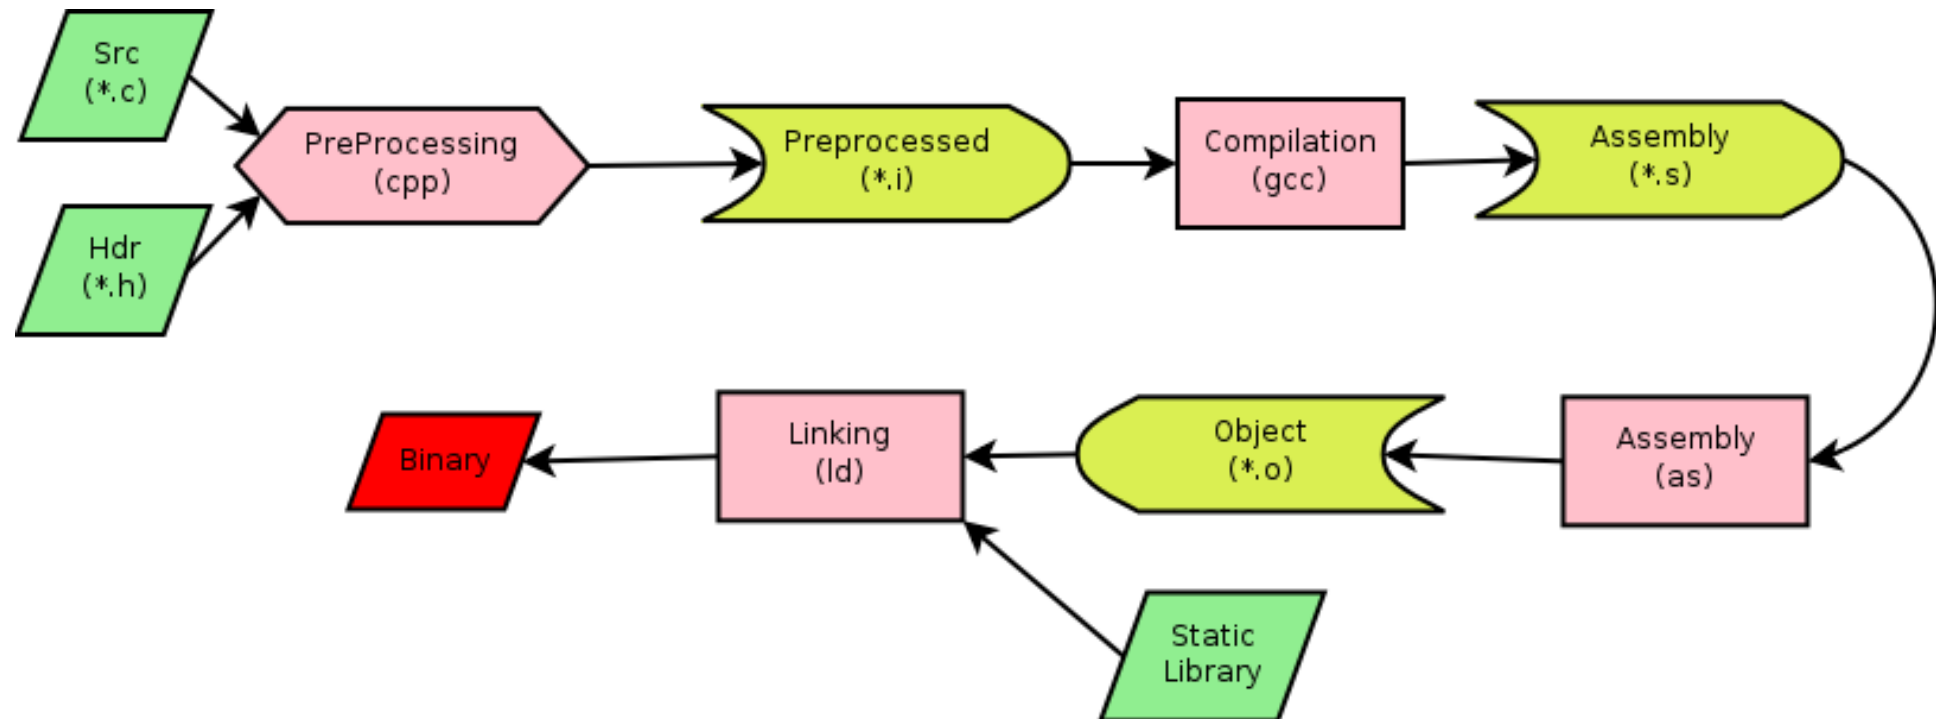 Src
(*.c)
PreProcessing
(cpp)
Hdr
(*.h)
Preprocessed
(*.i)
Compilation
(gcc)
Assembly
(*.s)
Assembly
(as)
Object
(*.o)
Linking
(ld)
Binary
Static
Library